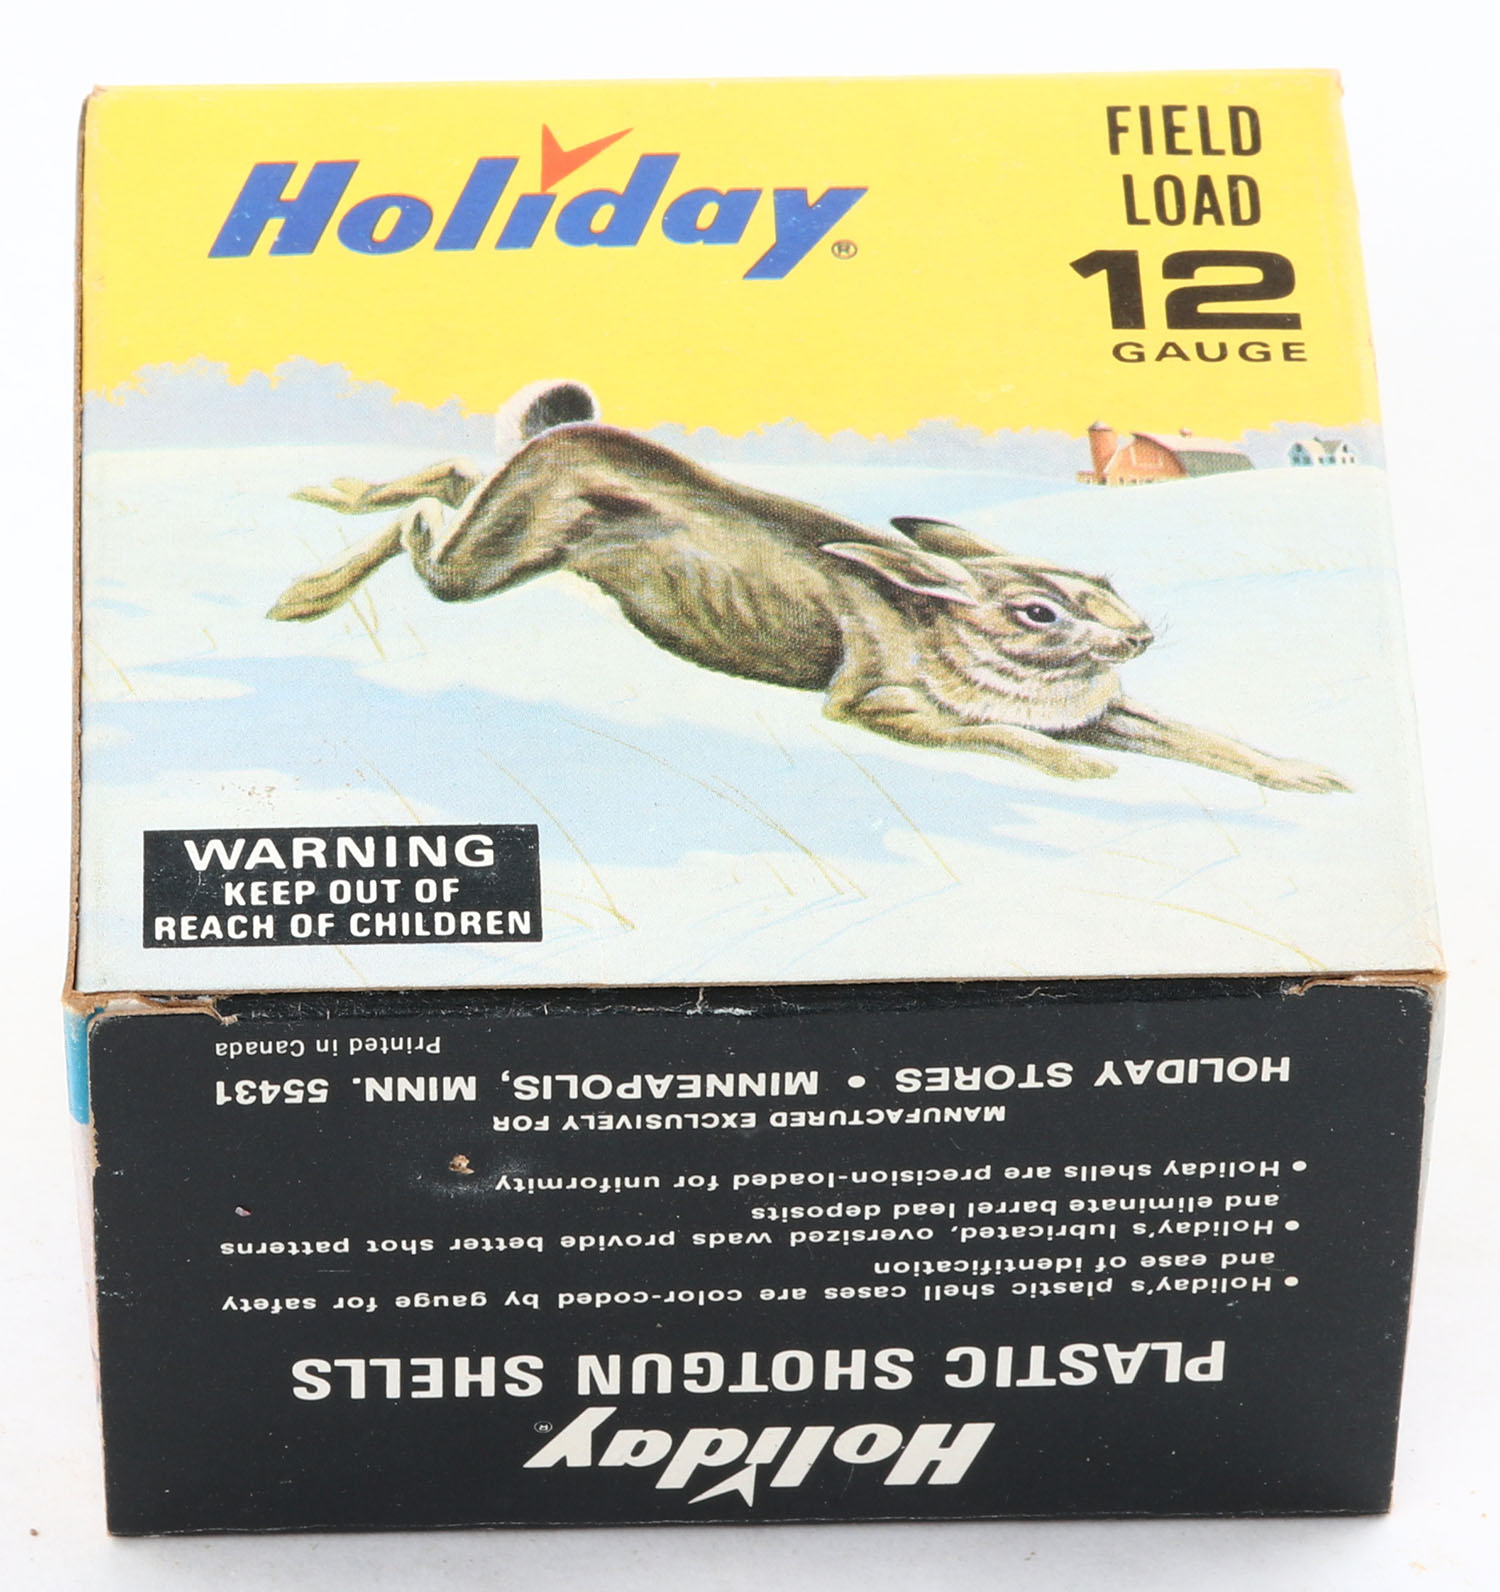 Holiday®
FIELD
LOAD
12
GAUGE
WARNING
KEEP OUT OF
REACH OF CHILDREN
Holiday®
PLASTIC SHOTGUN SHELLS
• Holiday's plastic shell cases are color-coded by gauge for safety
and ease of identification
• Holiday's lubricated, oversized wads provide better shot patterns
and eliminate barrel lead deposits
• Holiday shells are precision-loaded for uniformity
MANUFACTURED EXCLUSIVELY FOR
HOLIDAY STORES • MINNEAPOLIS, MINN. 55431
Printed in Canada